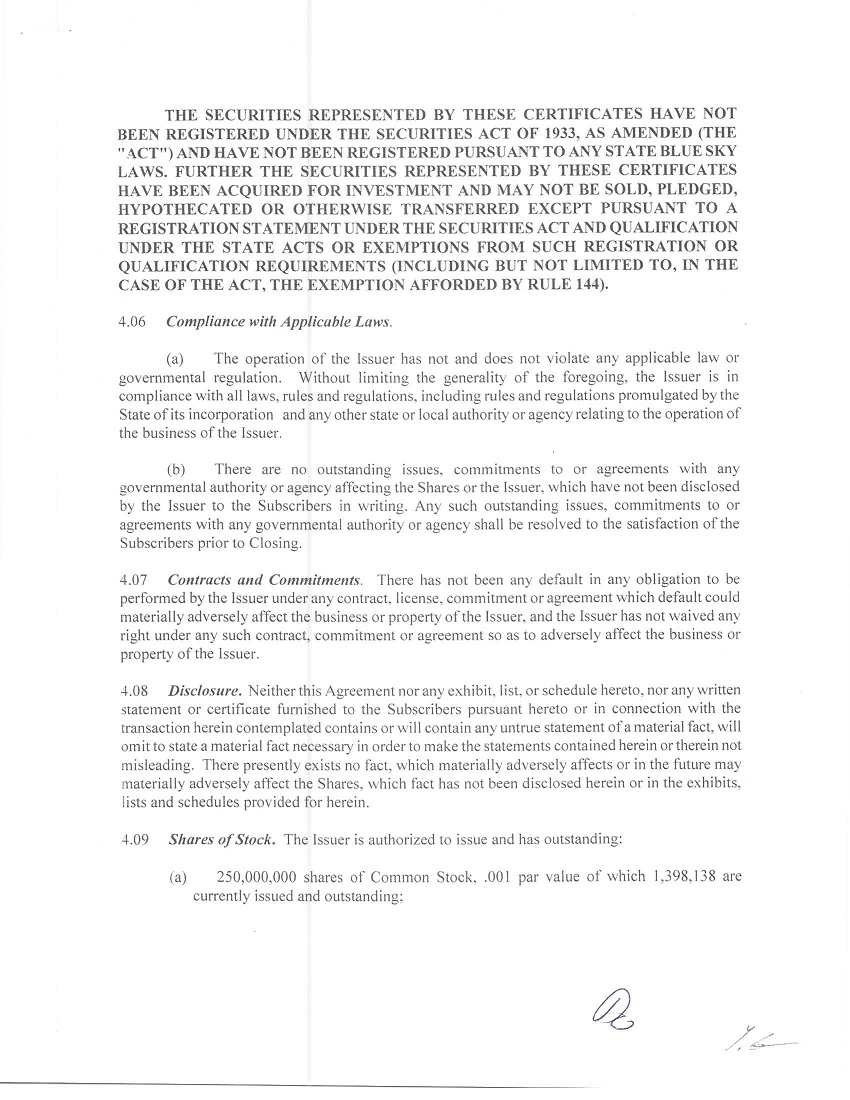 THE SECURITIES REPRESENTED BY THESE CERTIFICATES HAVE NOT
BEEN REGISTERED UNDER THE SECURITIES ACT OF 1933, AS AMENDED (THE
"ACT") AND HAVE NOT BEEN REGISTERED PURSUANT TO ANY STATE BLUE SKY
LAWS. FURTHER THE SECURITIES REPRESENTED BY THESE CERTIFICATES
HAVE BEEN ACQUIRED FOR INVESTMENT AND MAY NOT BE SOLD, PLEDGED,
HYPOTHECATED OR OTHERWISE TRANSFERRED EXCEPT PURSUANT TO A
REGISTRATION STATEMENT UNDER THE SECURITIES ACT AND QUALIFICATION
UNDER THE STATE ACTS OR EXEMPTIONS FROM SUCH REGISTRATION OR
QUALIFICATION REQUIREMENTS (INCLUDING BUT NOT LIMITED TO, IN THE
CASE OF THE ACT, THE EXEMPTION AFFORDED BY RULE 144).
4.06 Compliance with Applicable Laws.
(a) The operation of the Issuer has not and does not violate any applicable law or
governmental regulation. Without limiting the generality of the foregoing, the Issuer is in
compliance with all laws, rules and regulations, including rules and regulations promulgated by the
State of its incorporation and any other state or local authority or agency relating to the operation of
the business of the Issuer.
(b) There are no outstanding issues, commitments to or agreements with any
governmental authority or agency affecting the Shares or the Issuer, which have not been disclosed
by the Issuer to the Subscribers in writing. Any such outstanding issues, commitments to or
agreements with any governmental authority or agency shall be resolved to the satisfaction of the
Subscribers prior to Closing.
4.07 Contracts and Commitments. There has not been any default in any obligation to be
performed by the Issuer under any contract, license, commitment or agreement which default could
materially adversely affect the business or property of the Issuer, and the Issuer has not waived any
right under any such contract, commitment or agreement so as to adversely affect the business or
property of the Issuer.
4.08 Disclosure. Neither this Agreement nor any exhibit, list, or schedule hereto, nor any written
statement or certificate furnished to the Subscribers pursuant hereto or in connection with the
transaction herein contemplated contains or will contain any untrue statement of a material fact, will
omit to state a material fact necessary in order to make the statements contained herein or therein not
misleading. There presently exists no fact, which materially adversely affects or in the future may
materially adversely affect the Shares, which fact has not been disclosed herein or in the exhibits,
lists and schedules provided for herein.
4.09 Shares of Stock. The Issuer is authorized to issue and has outstanding:
(a) 250,000,000 shares of Common Stock, .001 par value of which 1,398,138 are
currently issued and outstanding;